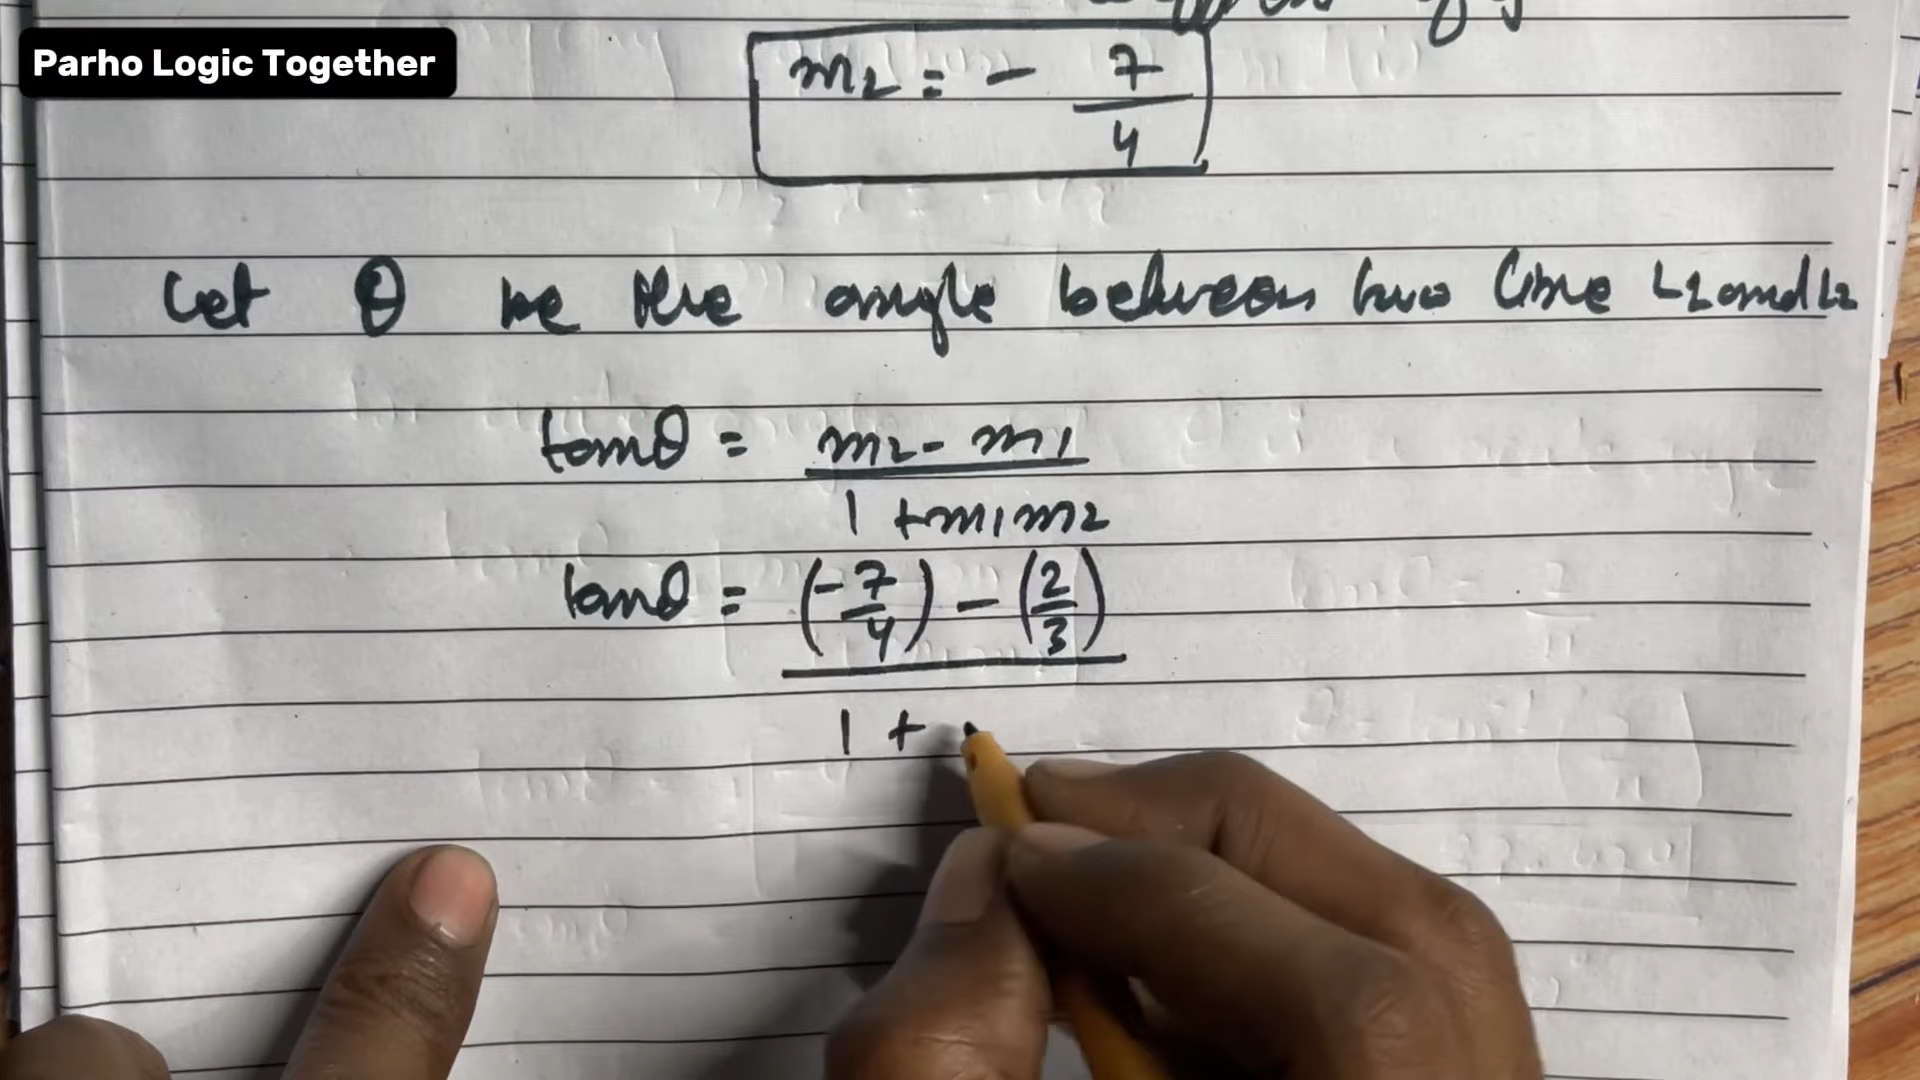 Parho Logic Together
m2 = - 7/4
Let θ be the angle between two line L1 and L2
tanθ = m2 - m1 / 1 + m1m2
tanθ = (-7/4) - (2/3)
1 +